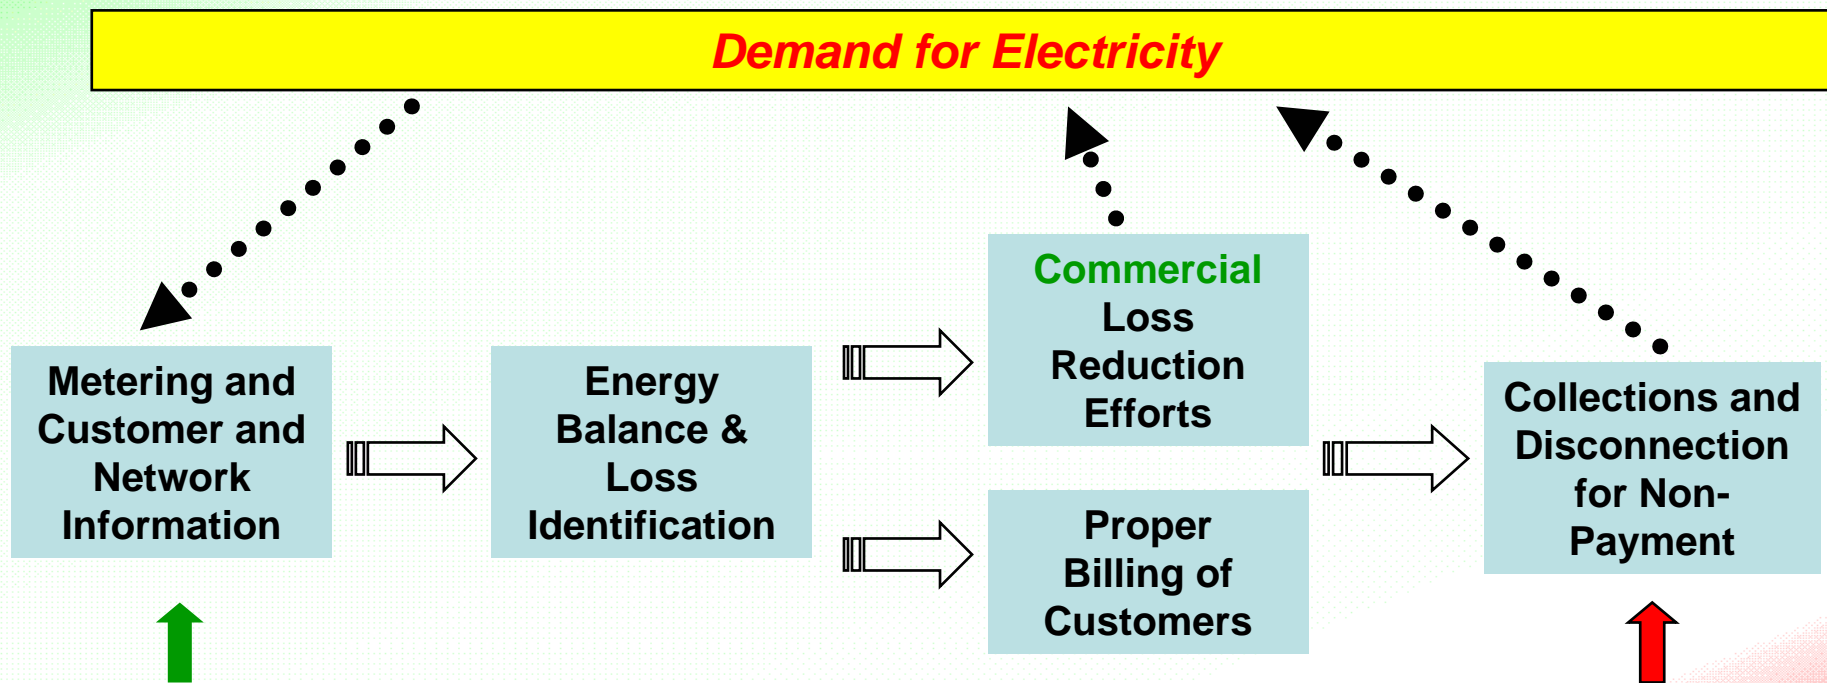 Demand for Electricity
Metering and
Customer and
Network
Information
Energy
Balance &
Loss
Identification
Commercial
Loss
Reduction
Efforts
Proper
Billing of
Customers
Collections and
Disconnection
for Non-
Payment